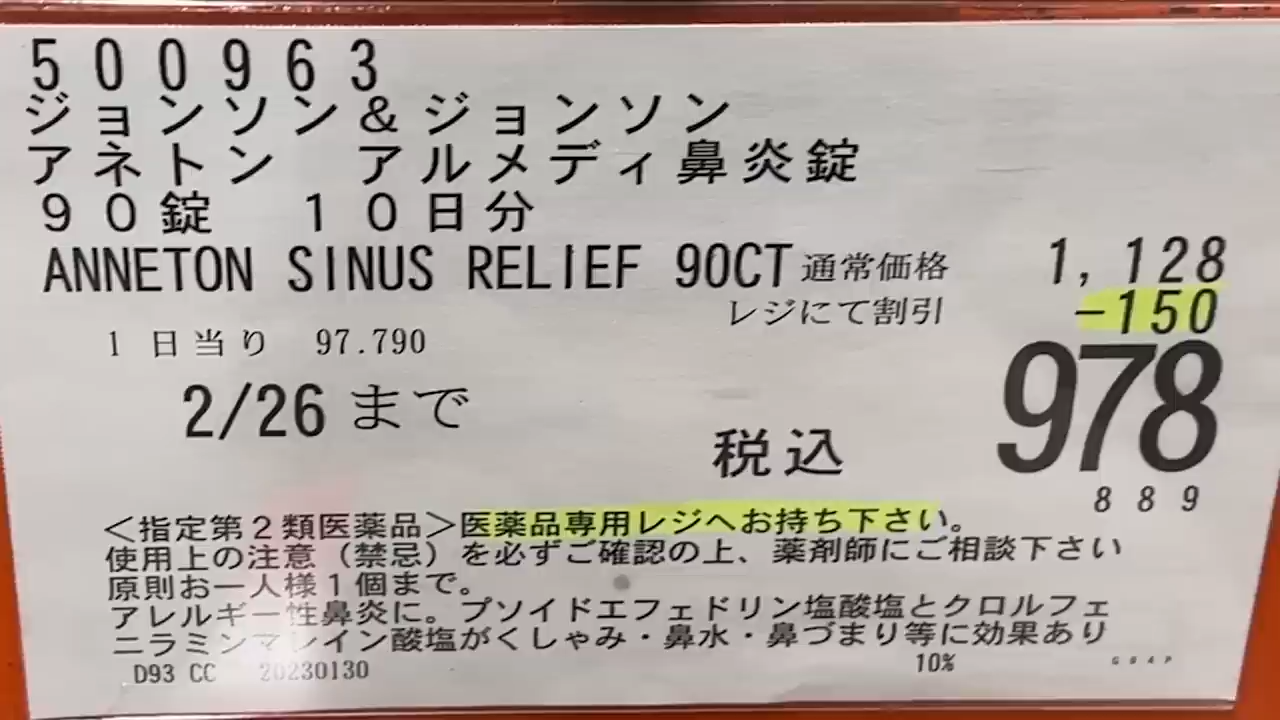 500963
ジョンソン&ジョンソン
アネトン アルメディ鼻炎錠
90錠 10日分
ANNETON SINUS RELIEF 90CT 通常価格 1,128
レジにて割引 -150
1日当り 97.790
978
2/26まで
税込
889
<指定第2類医薬品>医薬品専用レジへお持ち下さい。
使用上の注意(禁忌)を必ずご確認の上、薬剤師にご相談下さい
原則お一人様1個まで。
アレルギー性鼻炎に。プソイドエフェドリン塩酸塩とクロルフェ
ニラミンマレイン酸塩がくしゃみ・鼻水・鼻づまり等に効果あり
D93 CC 20230130 10%